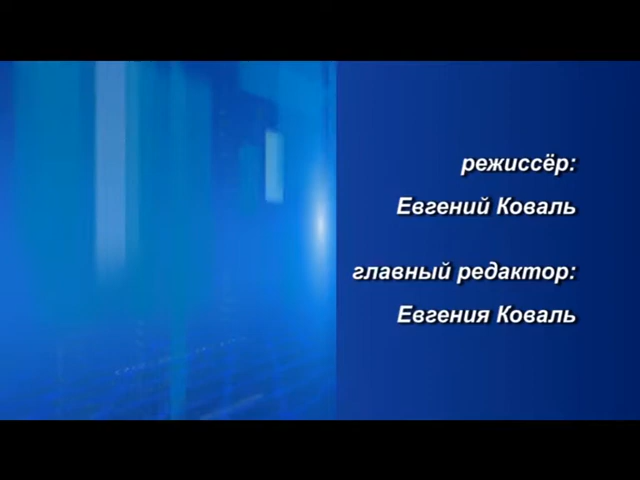 режиссёр:
Евгений Коваль
главный редактор:
Евгения Коваль